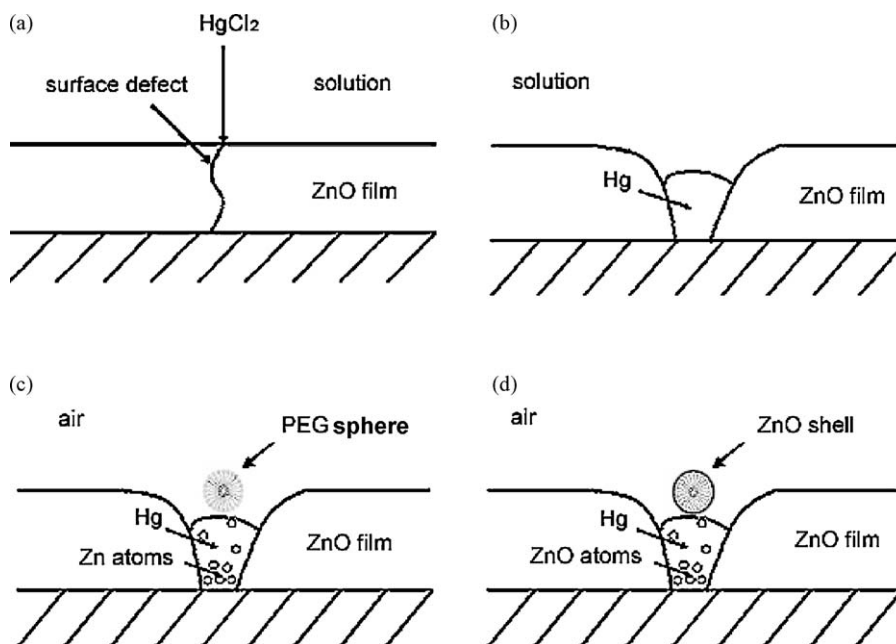 (a)
HgCl₂
surface defect
solution
ZnO film
(b)
solution
Hg
ZnO film
(c)
air
PEG sphere
Hg
Zn atoms
ZnO film
(d)
air
ZnO shell
Hg
ZnO atoms
ZnO film